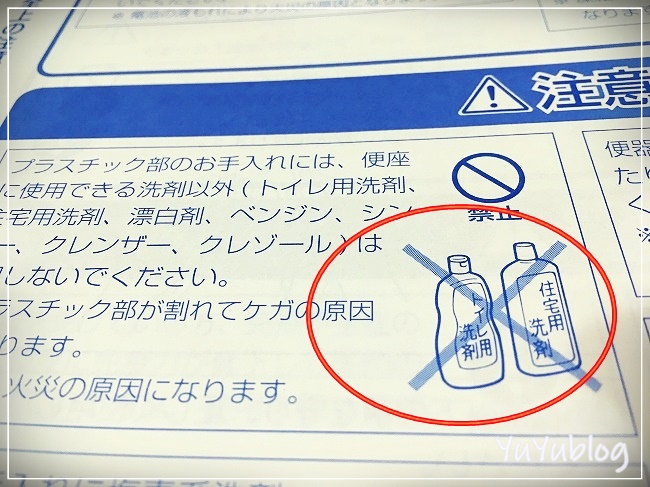 注意
プラスチック部のお手入れには、便座
に使用できる洗剤以外(トイレ用洗剤、
住宅用洗剤、漂白剤、ベンジン、シン
ー、クレンザー、クレゾール)は
しないでください。
ラスチック部が割れてケガの原因
ります。
火災の原因になります。
禁止
トイレ用
洗剤
住宅用
洗剤
便器
たり
く
※
YuYublog